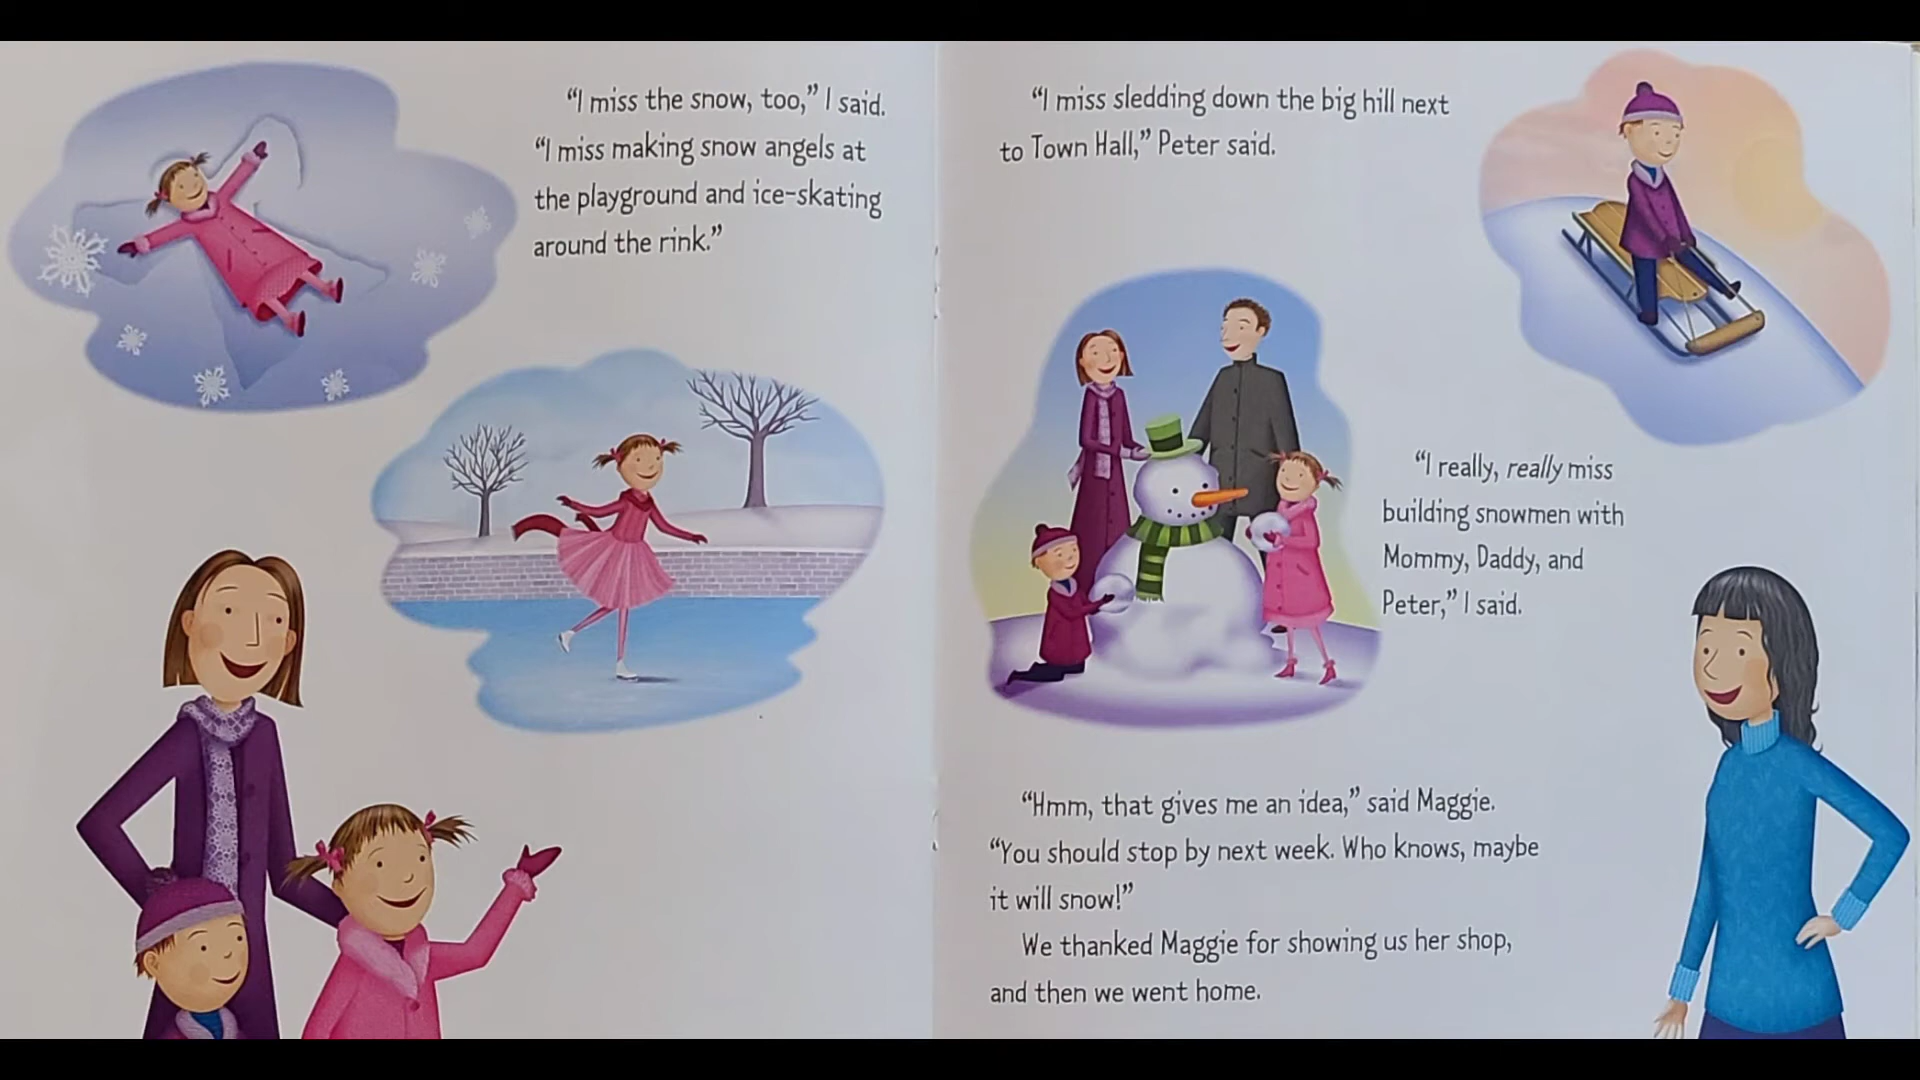 “I miss the snow, too,” I said.
“I miss making snow angels at
the playground and ice-skating
around the rink.”
“I miss sledding down the big hill next
to Town Hall,” Peter said.
“I really, really miss
building snowmen with
Mommy, Daddy, and
Peter,” I said.
“Hmm, that gives me an idea,” said Maggie.
“You should stop by next week. Who knows, maybe
it will snow!”
We thanked Maggie for showing us her shop,
and then we went home.